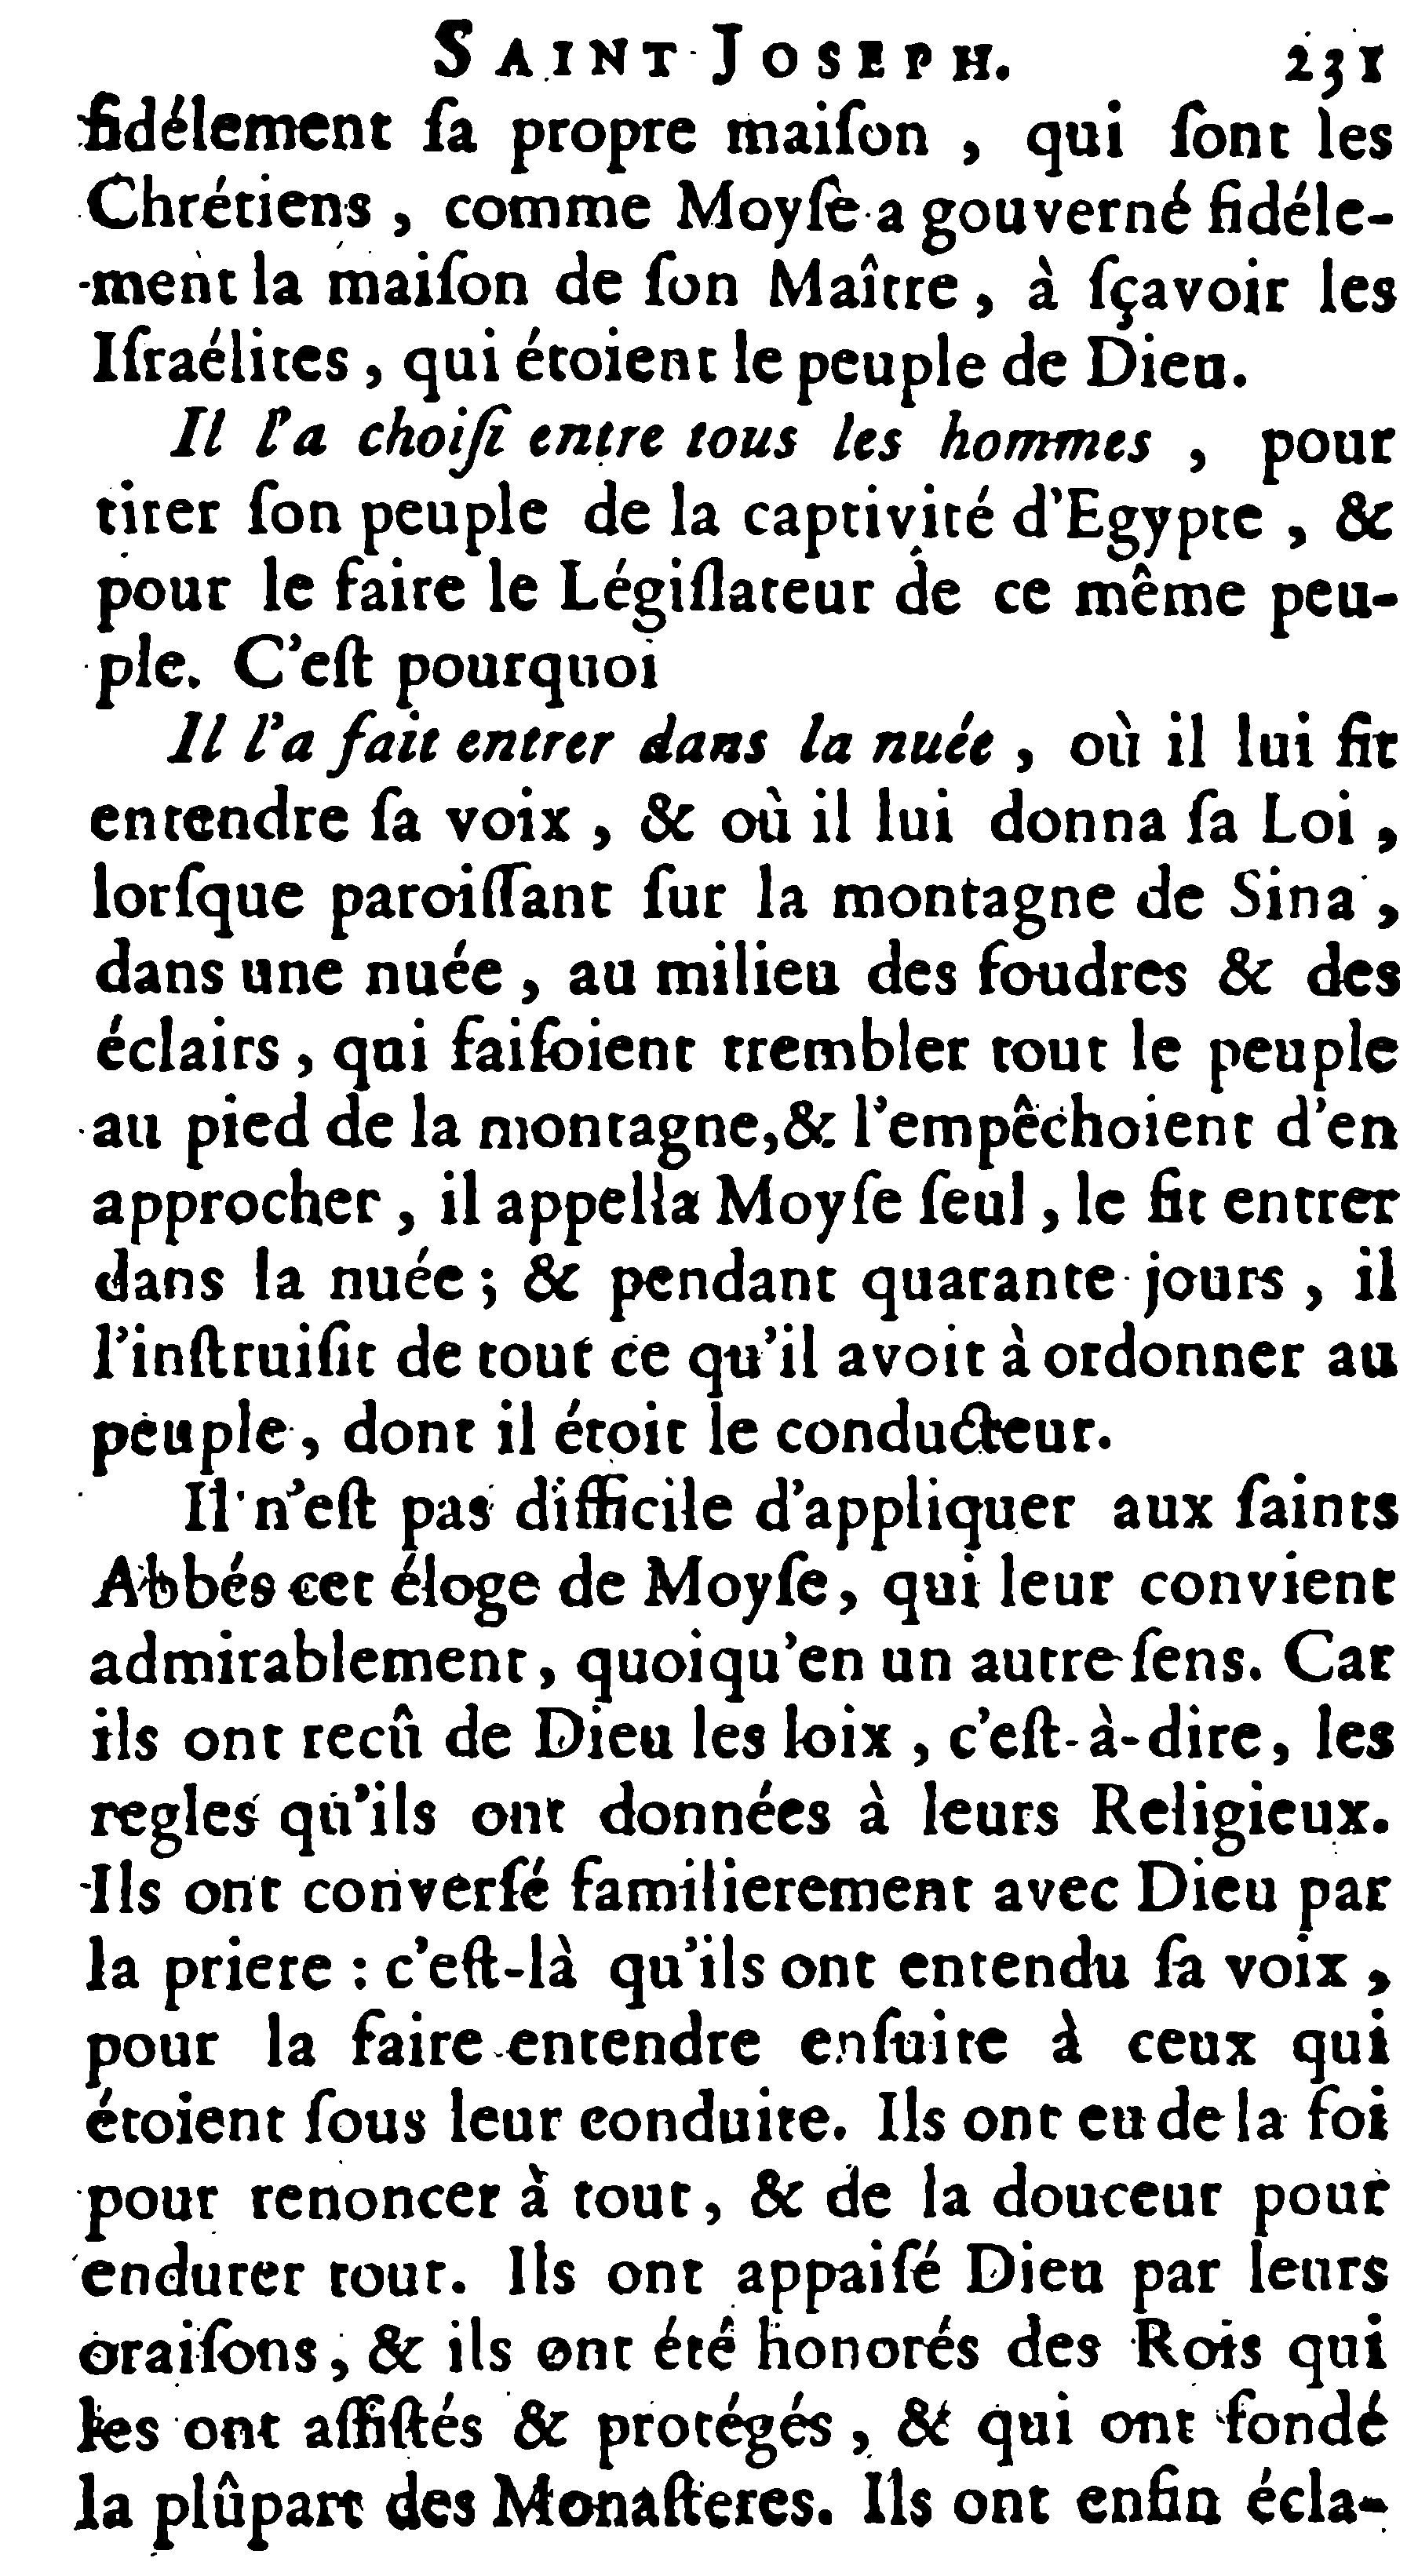 SAINT JOSEPH. 231
fidélement ſa propre maiſon, qui ſont les
Chrétiens, comme Moyſe a gouverné fidéle-
ment la maiſon de ſon Maître, à ſçavoir les
Iſraélites, qui étoient le peuple de Dieu.
Il l'a choiſi entre tous les hommes, pour
tirer ſon peuple de la captivité d'Egypte, &
pour le faire le Légiſlateur de ce même peu-
ple. C'eſt pourquoi
Il l'a fait entrer dans la nuée, où il lui fit
entendre ſa voix, & où il lui donna ſa Loi,
lorſque paroiſſant ſur la montagne de Sina,
dans une nuée, au milieu des foudres & des
éclairs, qui faiſoient trembler tout le peuple
au pied de la montagne, & l'empêchoient d'en
approcher, il appella Moyſe ſeul, le fit entrer
dans la nuée; & pendant quarante jours, il
l'inſtruiſit de tout ce qu'il avoit à ordonner au
peuple, dont il étoit le conducteur.
Il n'eſt pas difficile d'appliquer aux ſaints
Abbés cet éloge de Moyſe, qui leur convient
admirablement, quoiqu'en un autre ſens. Car
ils ont recû de Dieu les loix, c'eſt-à-dire, les
regles qu'ils ont données à leurs Religieux.
Ils ont converſé familierement avec Dieu par
la priere : c'eſt-là qu'ils ont entendu ſa voix,
pour la faire entendre enſuite à ceux qui
étoient ſous leur conduite. Ils ont eu de la foi
pour renoncer à tout, & de la douceur pour
endurer tout. Ils ont appaiſé Dieu par leurs
oraiſons, & ils ont été honorés des Rois qui
les ont aſſiſtés & protégés, & qui ont fondé
la plûpart des Monaſteres. Ils ont enfin écla-